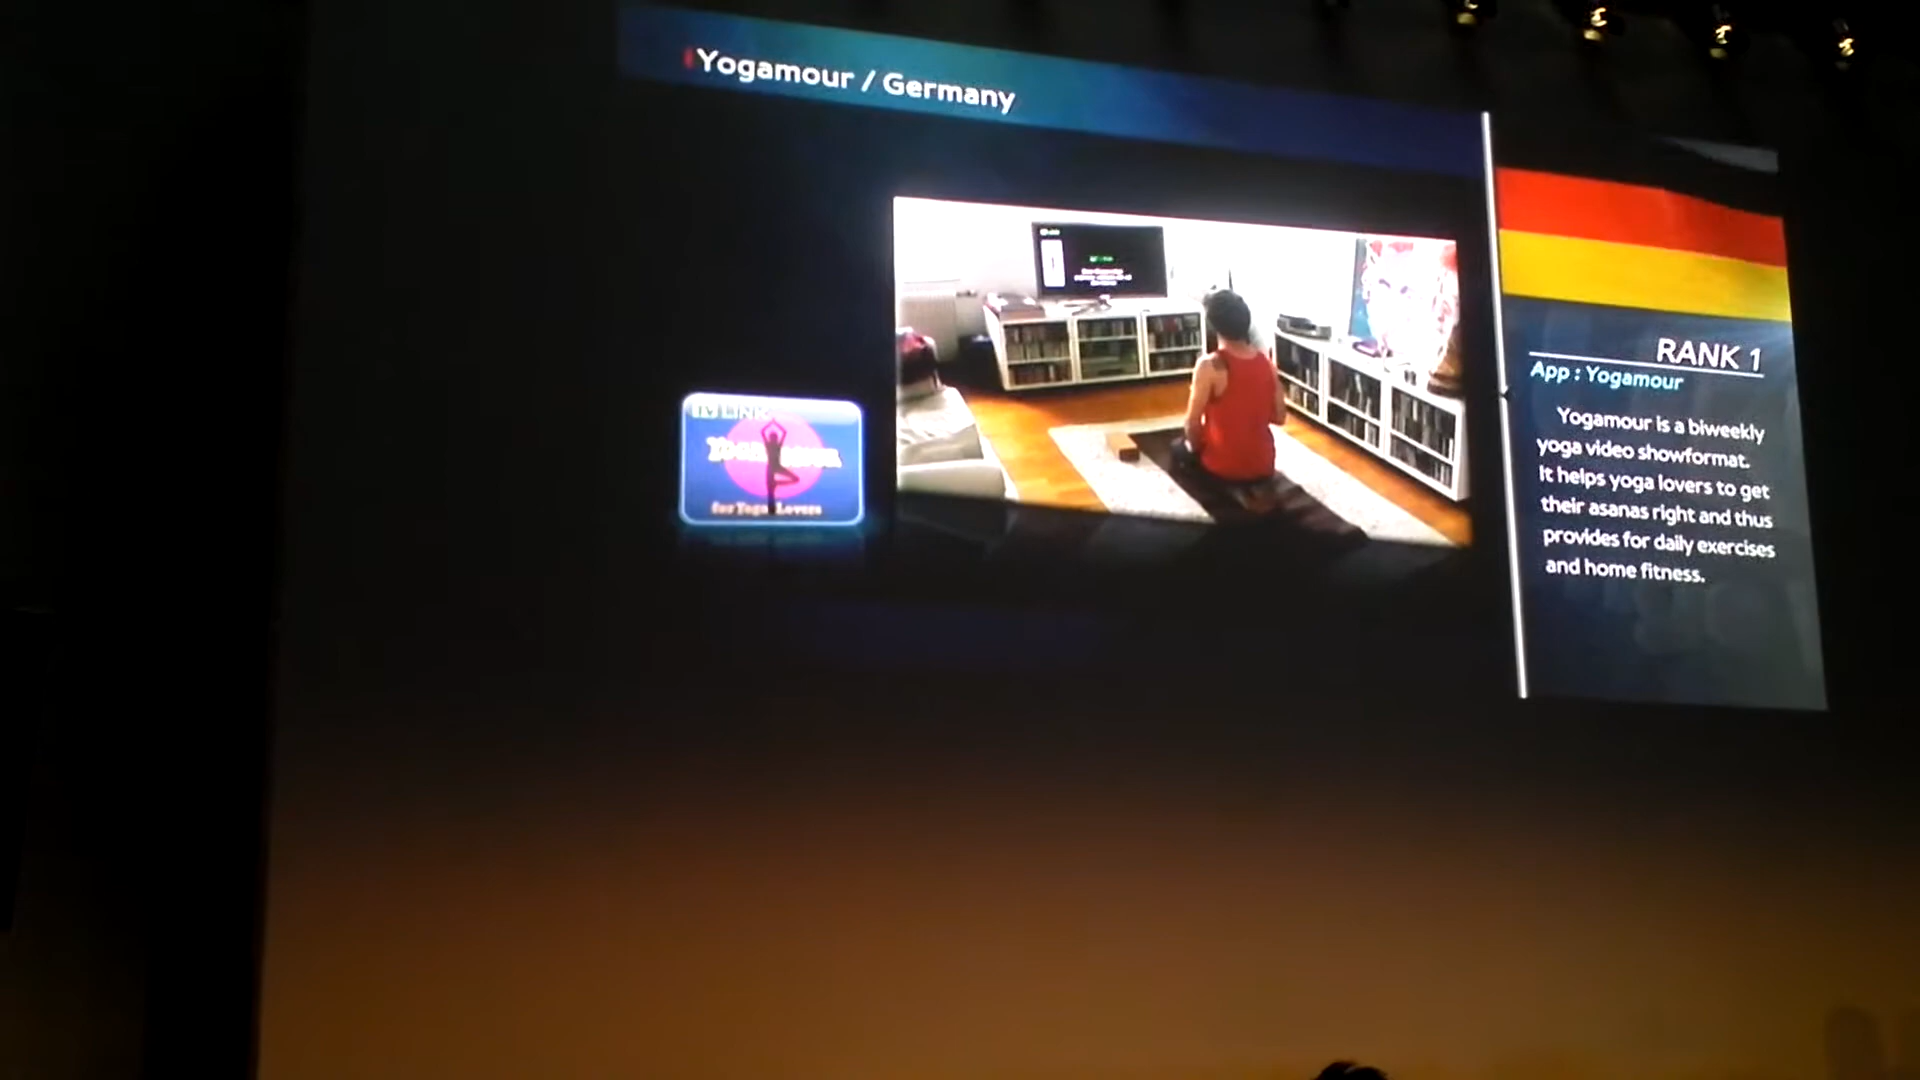 Yogamour / Germany
RANK 1
App : Yogamour
Yogamour is a biweekly
yoga video showformat.
It helps yoga lovers to get
their asanas right and thus
provides for daily exercises
and home fitness.
for Yoga Lovers